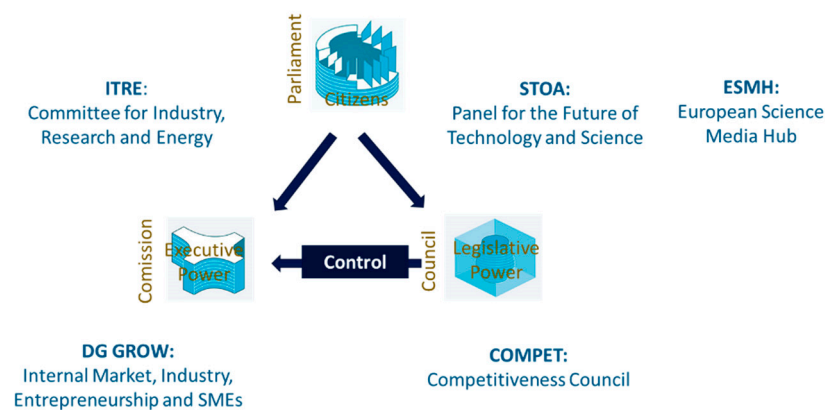 Parliament
Citizens
ITRE:
Committee for Industry,
Research and Energy
STOA:
Panel for the Future of
Technology and Science
ESMH:
European Science
Media Hub
Comission
Executive
Power
Control
Council
Legislative
Power
DG GROW:
Internal Market, Industry,
Entrepreneurship and SMEs
COMPET:
Competitiveness Council